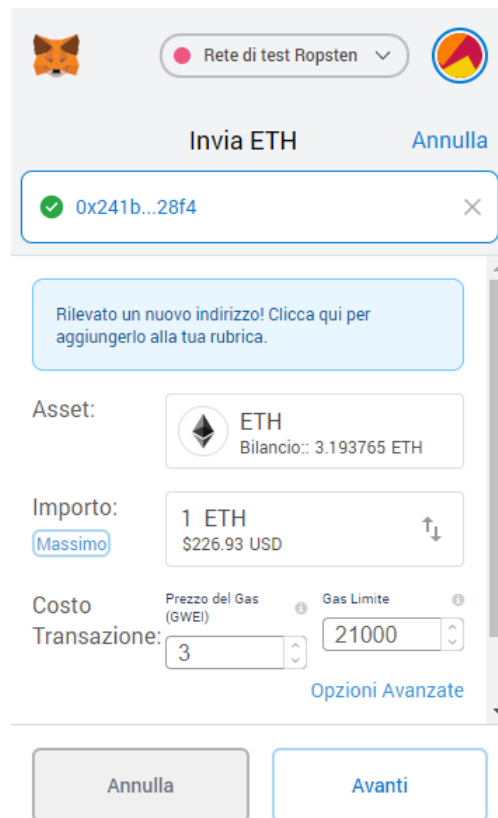 Rete di test Ropsten
Invia ETH
Annulla
0x241b...28f4
Rilevato un nuovo indirizzo! Clicca qui per
aggiungerlo alla tua rubrica.
Asset:
ETH
Bilancio:: 3.193765 ETH
Importo:
Massimo
1 ETH
$226.93 USD
Costo
Transazione:
Prezzo del Gas
(GWEI)
3
Gas Limite
21000
Opzioni Avanzate
Annulla
Avanti